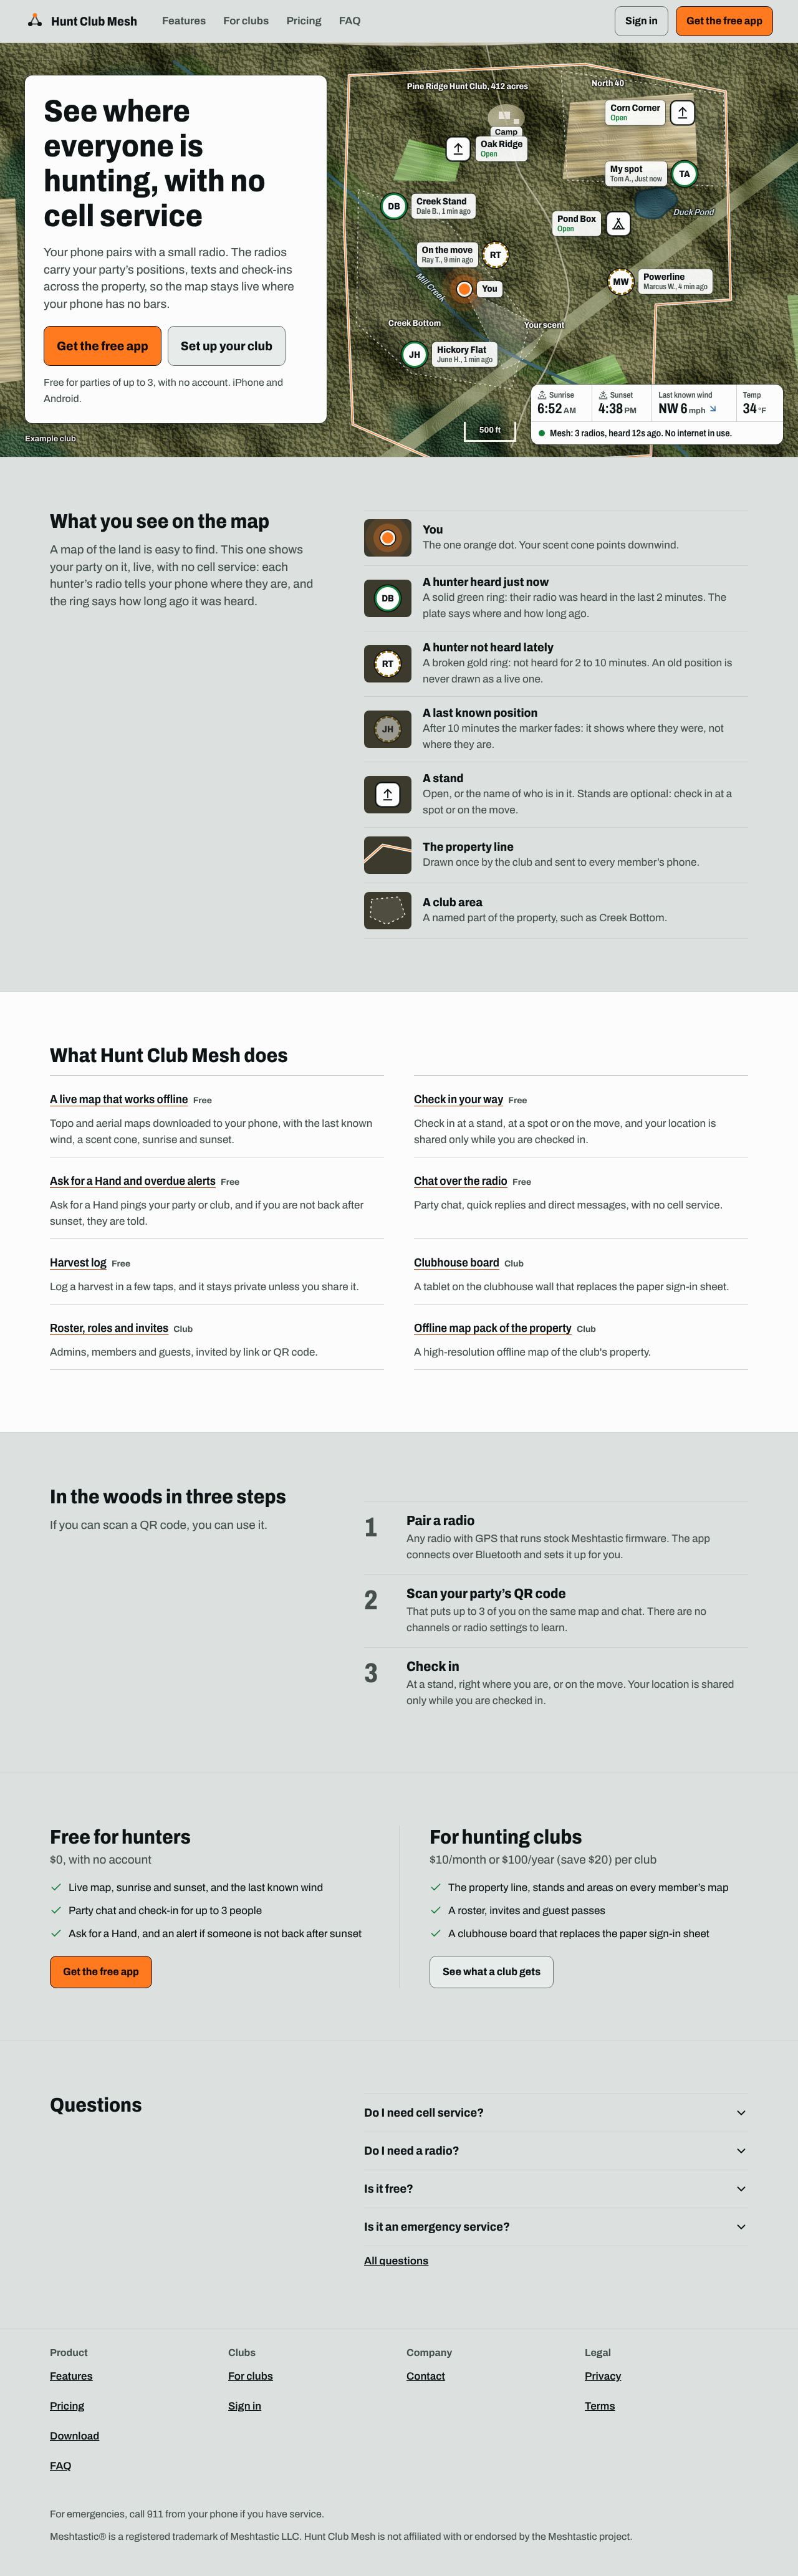 Hunt Club Mesh
Features
For clubs
Pricing
FAQ
Sign in
Get the free app
See where
everyone is
hunting, with no
cell service
Your phone pairs with a small radio. The radios
carry your party’s positions, texts and check-ins
across the property, so the map stays live where
your phone has no bars.
Get the free app
Set up your club
Free for parties of up to 3, with no account. iPhone and
Android.
Example club
Pine Ridge Hunt Club, 412 acres
North 40
Corn Corner
Open
Camp
Oak Ridge
Open
My spot
Tom A., Just now
TA
DB
Creek Stand
Dale B., 1 min ago
Pond Box
Open
Duck Pond
On the move
Ray T., 9 min ago
RT
Mill Creek
You
MW
Powerline
Marcus W., 4 min ago
Creek Bottom
Your scent
JH
Hickory Flat
June H., 1 min ago
500 ft
Sunrise
6:52 AM
Sunset
4:38 PM
Last known wind
NW 6 mph
Temp
34 °F
Mesh: 3 radios, heard 12s ago. No internet in use.
What you see on the map
A map of the land is easy to find. This one shows
your party on it, live, with no cell service: each
hunter’s radio tells your phone where they are, and
the ring says how long ago it was heard.
You
The one orange dot. Your scent cone points downwind.
DB
A hunter heard just now
A solid green ring: their radio was heard in the last 2 minutes. The
plate says where and how long ago.
RT
A hunter not heard lately
A broken gold ring: not heard for 2 to 10 minutes. An old position is
never drawn as a live one.
JH
A last known position
After 10 minutes the marker fades: it shows where they were, not
where they are.
A stand
Open, or the name of who is in it. Stands are optional: check in at a
spot or on the move.
The property line
Drawn once by the club and sent to every member’s phone.
A club area
A named part of the property, such as Creek Bottom.
What Hunt Club Mesh does
A live map that works offline Free
Topo and aerial maps downloaded to your phone, with the last known
wind, a scent cone, sunrise and sunset.
Check in your way Free
Check in at a stand, at a spot or on the move, and your location is
shared only while you are checked in.
Ask for a Hand and overdue alerts Free
Ask for a Hand pings your party or club, and if you are not back after
sunset, they are told.
Chat over the radio Free
Party chat, quick replies and direct messages, with no cell service.
Harvest log Free
Log a harvest in a few taps, and it stays private unless you share it.
Clubhouse board Club
A tablet on the clubhouse wall that replaces the paper sign-in sheet.
Roster, roles and invites Club
Admins, members and guests, invited by link or QR code.
Offline map pack of the property Club
A high-resolution offline map of the club's property.
In the woods in three steps
If you can scan a QR code, you can use it.
1
Pair a radio
Any radio with GPS that runs stock Meshtastic firmware. The app
connects over Bluetooth and sets it up for you.
2
Scan your party’s QR code
That puts up to 3 of you on the same map and chat. There are no
channels or radio settings to learn.
3
Check in
At a stand, right where you are, or on the move. Your location is shared
only while you are checked in.
Free for hunters
$0, with no account
Live map, sunrise and sunset, and the last known wind
Party chat and check-in for up to 3 people
Ask for a Hand, and an alert if someone is not back after sunset
Get the free app
For hunting clubs
$10/month or $100/year (save $20) per club
The property line, stands and areas on every member’s map
A roster, invites and guest passes
A clubhouse board that replaces the paper sign-in sheet
See what a club gets
Questions
Do I need cell service?
Do I need a radio?
Is it free?
Is it an emergency service?
All questions
Product
Features
Pricing
Download
FAQ
Clubs
For clubs
Sign in
Company
Contact
Legal
Privacy
Terms
For emergencies, call 911 from your phone if you have service.
Meshtastic® is a registered trademark of Meshtastic LLC. Hunt Club Mesh is not affiliated with or endorsed by the Meshtastic project.